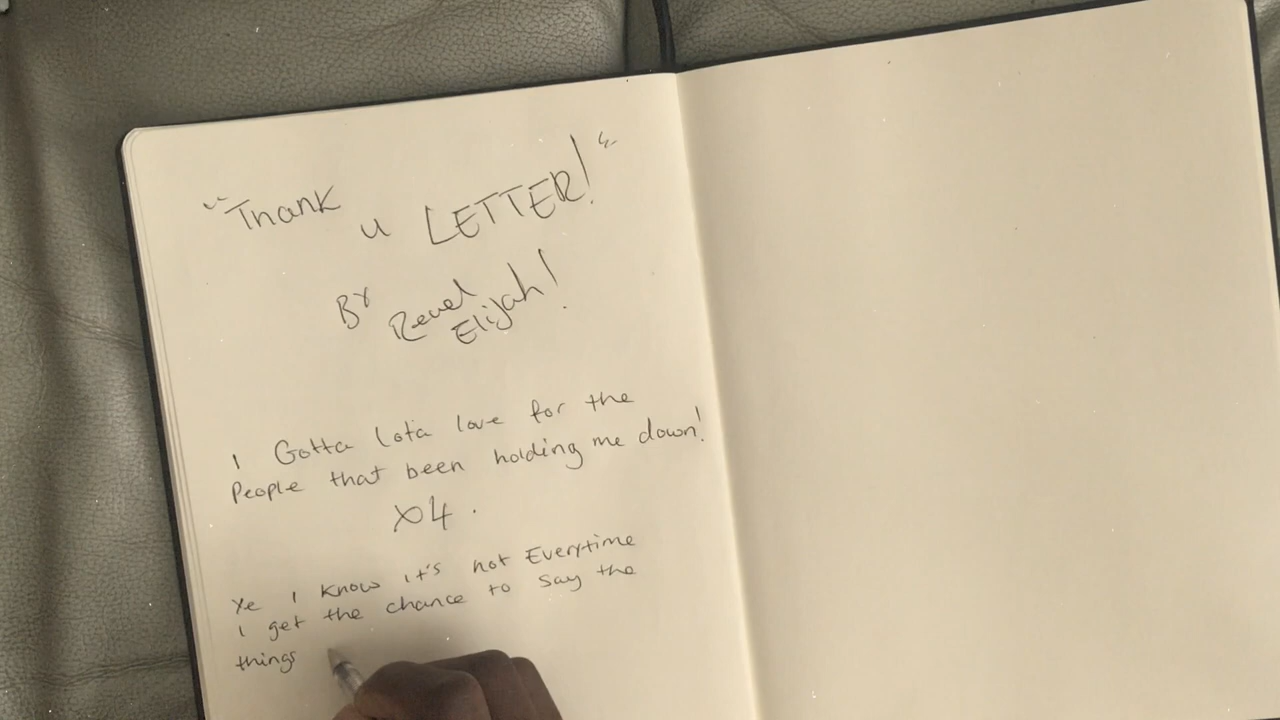 "Thank u LETTER!"
BY Reuel
Elijah!
I Gotta lota love for the
People that been holding me down!
X4.
Ye I know it's not Everytime
I get the chance to say the
things